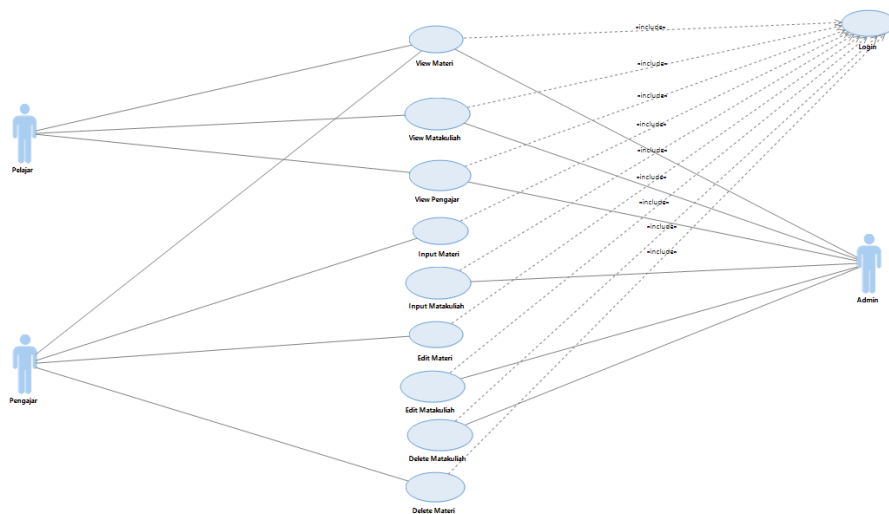 «include»
Login
View Materi
«include»
«include»
Pelajar
View Matakuliah
«include»
«include»
«include»
View Pengajar
«include»
«include»
Input Materi
«include»
Input Matakuliah
Admin
Edit Materi
Pengajar
Edit Matakuliah
Delete Matakuliah
Delete Materi